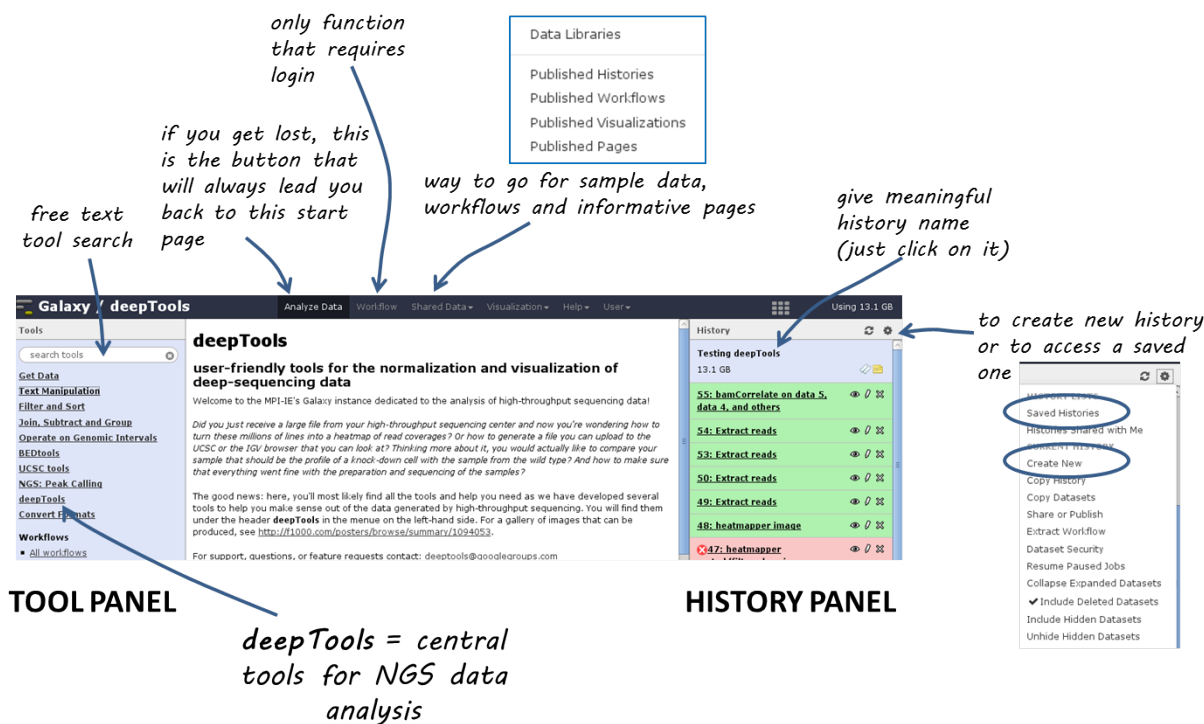 only function
that requires
login
Data Libraries
Published Histories
Published Workflows
Published Visualizations
Published Pages
if you get lost, this
is the button that
will always lead you
back to this start
page
way to go for sample data,
workflows and informative pages
give meaningful
history name
(just click on it)
free text
tool search
to create new history
or to access a saved
one
Galaxy / deepTools
Analyze Data
Workflow
Shared Data
Visualization
Help
User
Using 13.1 GB
Tools
search tools
Get Data
Text Manipulation
Filter and Sort
Join, Subtract and Group
Operate on Genomic Intervals
BEDtools
UCSC tools
NGS: Peak Calling
deepTools
Convert Formats
Workflows
All workflows
deepTools
user-friendly tools for the normalization and visualization of
deep-sequencing data
Welcome to the MPI-IE's Galaxy instance dedicated to the analysis of high-throughput sequencing data!
Did you just receive a large file from your high-throughput sequencing center and now you're wondering how to
turn these millions of lines into a heatmap of read coverages? Or how to generate a file you can upload to the
UCSC or the IGV browser that you can look at? Thinking more about it, you would actually like to compare your
sample that should be the profile of a knock-down cell with the sample from the wild type? And how to make sure
that everything went fine with the preparation and sequencing of the samples?
The good news: here, you'll most likely find all the tools and help you need as we have developed several
tools to help you make sense out of the data generated by high-throughput sequencing. You will find them
under the header deepTools in the menue on the left-hand side. For a gallery of images that can be
produced, see http://f1000.com/posters/browse/summary/1094053.
For support, questions, or feature requests contact: deeptools@googlegroups.com
History
Testing deepTools
13.1 GB
55: bamCorrelate on data 5,
data 4, and others
54: Extract reads
53: Extract reads
50: Extract reads
49: Extract reads
48: heatmapper image
47: heatmapper
HISTORY LISTS
Saved Histories
Histories Shared with Me
CURRENT HISTORY
Create New
Copy History
Copy Datasets
Share or Publish
Extract Workflow
Dataset Security
Resume Paused Jobs
Collapse Expanded Datasets
✔Include Deleted Datasets
Include Hidden Datasets
Unhide Hidden Datasets
TOOL PANEL
HISTORY PANEL
deepTools = central
tools for NGS data
analysis